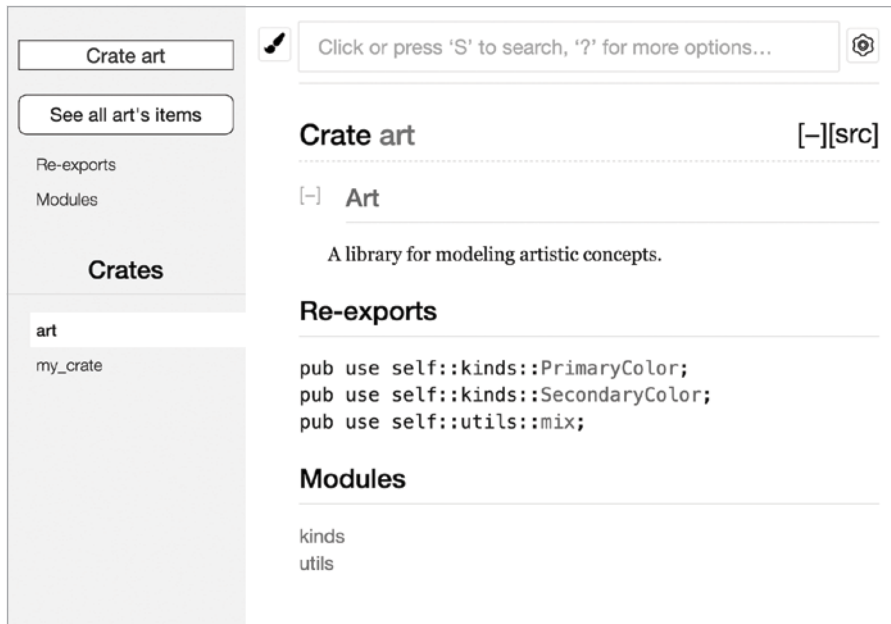 Crate art
See all art's items
Re-exports
Modules
Crates
art
my_crate
Click or press ‘S’ to search, ‘?’ for more options…
Crate art
[−][src]
[−] Art
A library for modeling artistic concepts.
Re-exports
pub use self::kinds::PrimaryColor;
pub use self::kinds::SecondaryColor;
pub use self::utils::mix;
Modules
kinds
utils